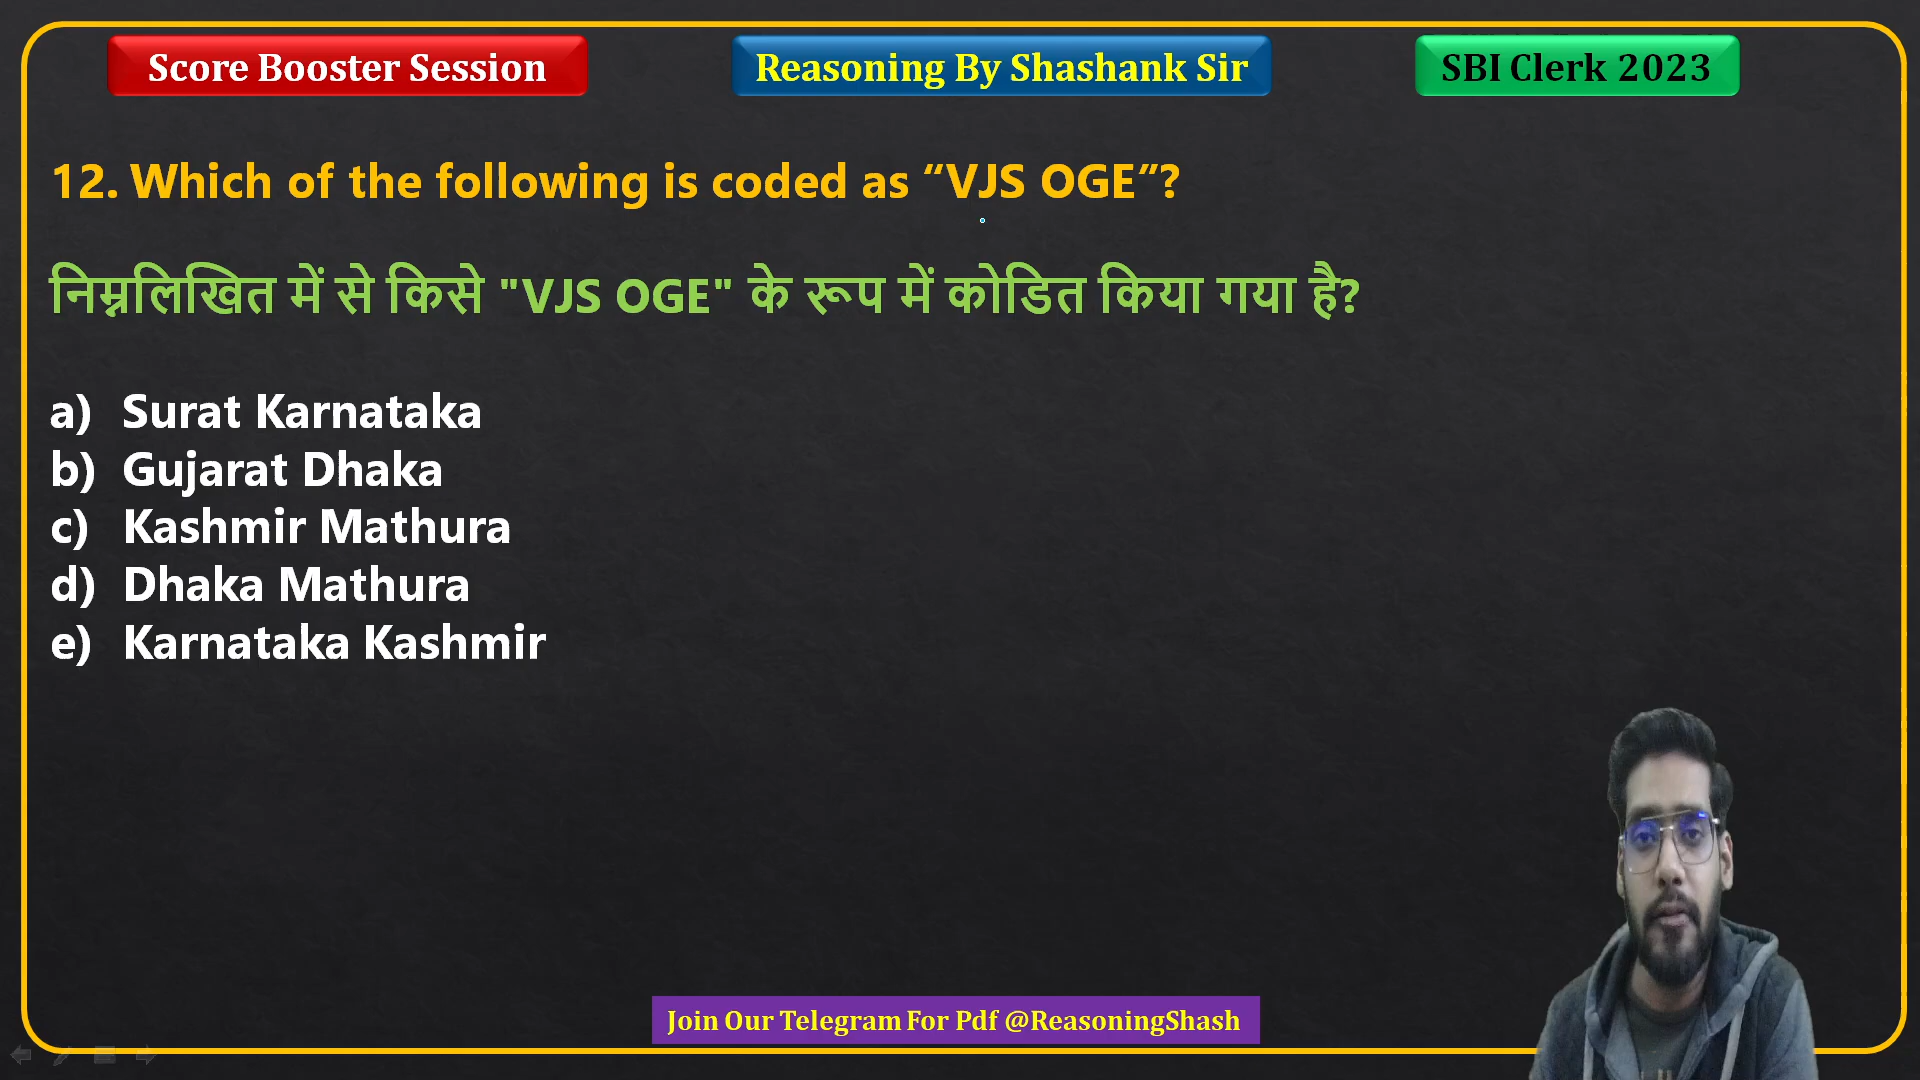 Score Booster Session
Reasoning By Shashank Sir
SBI Clerk 2023
12. Which of the following is coded as “VJS OGE”?
निम्नलिखित में से किसे "VJS OGE" के रूप में कोडित किया गया है?
a) Surat Karnataka
b) Gujarat Dhaka
c) Kashmir Mathura
d) Dhaka Mathura
e) Karnataka Kashmir
Join Our Telegram For Pdf @ReasoningShash